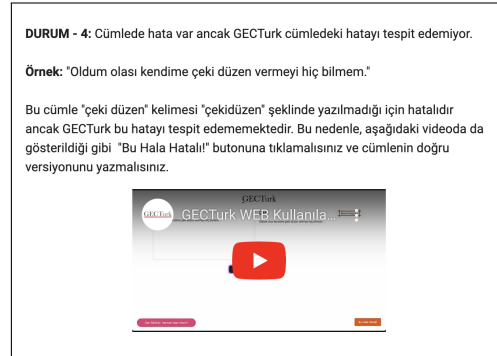 DURUM - 4: Cümlede hata var ancak GECTurk cümledeki hatayı tespit edemiyor.
Örnek: "Oldum olası kendime çeki düzen vermeyi hiç bilmem."
Bu cümle "çeki düzen" kelimesi "çekidüzen" şeklinde yazılmadığı için hatalıdır
ancak GECTurk bu hatayı tespit edememektedir. Bu nedenle, aşağıdaki videoda da
gösterildiği gibi "Bu Hala Hatalı!" butonuna tıklamalısınız ve cümlenin doğru
versiyonunu yazmalısınız.
GECTurk
GECTurk GECTurk WEB Kullanıla...